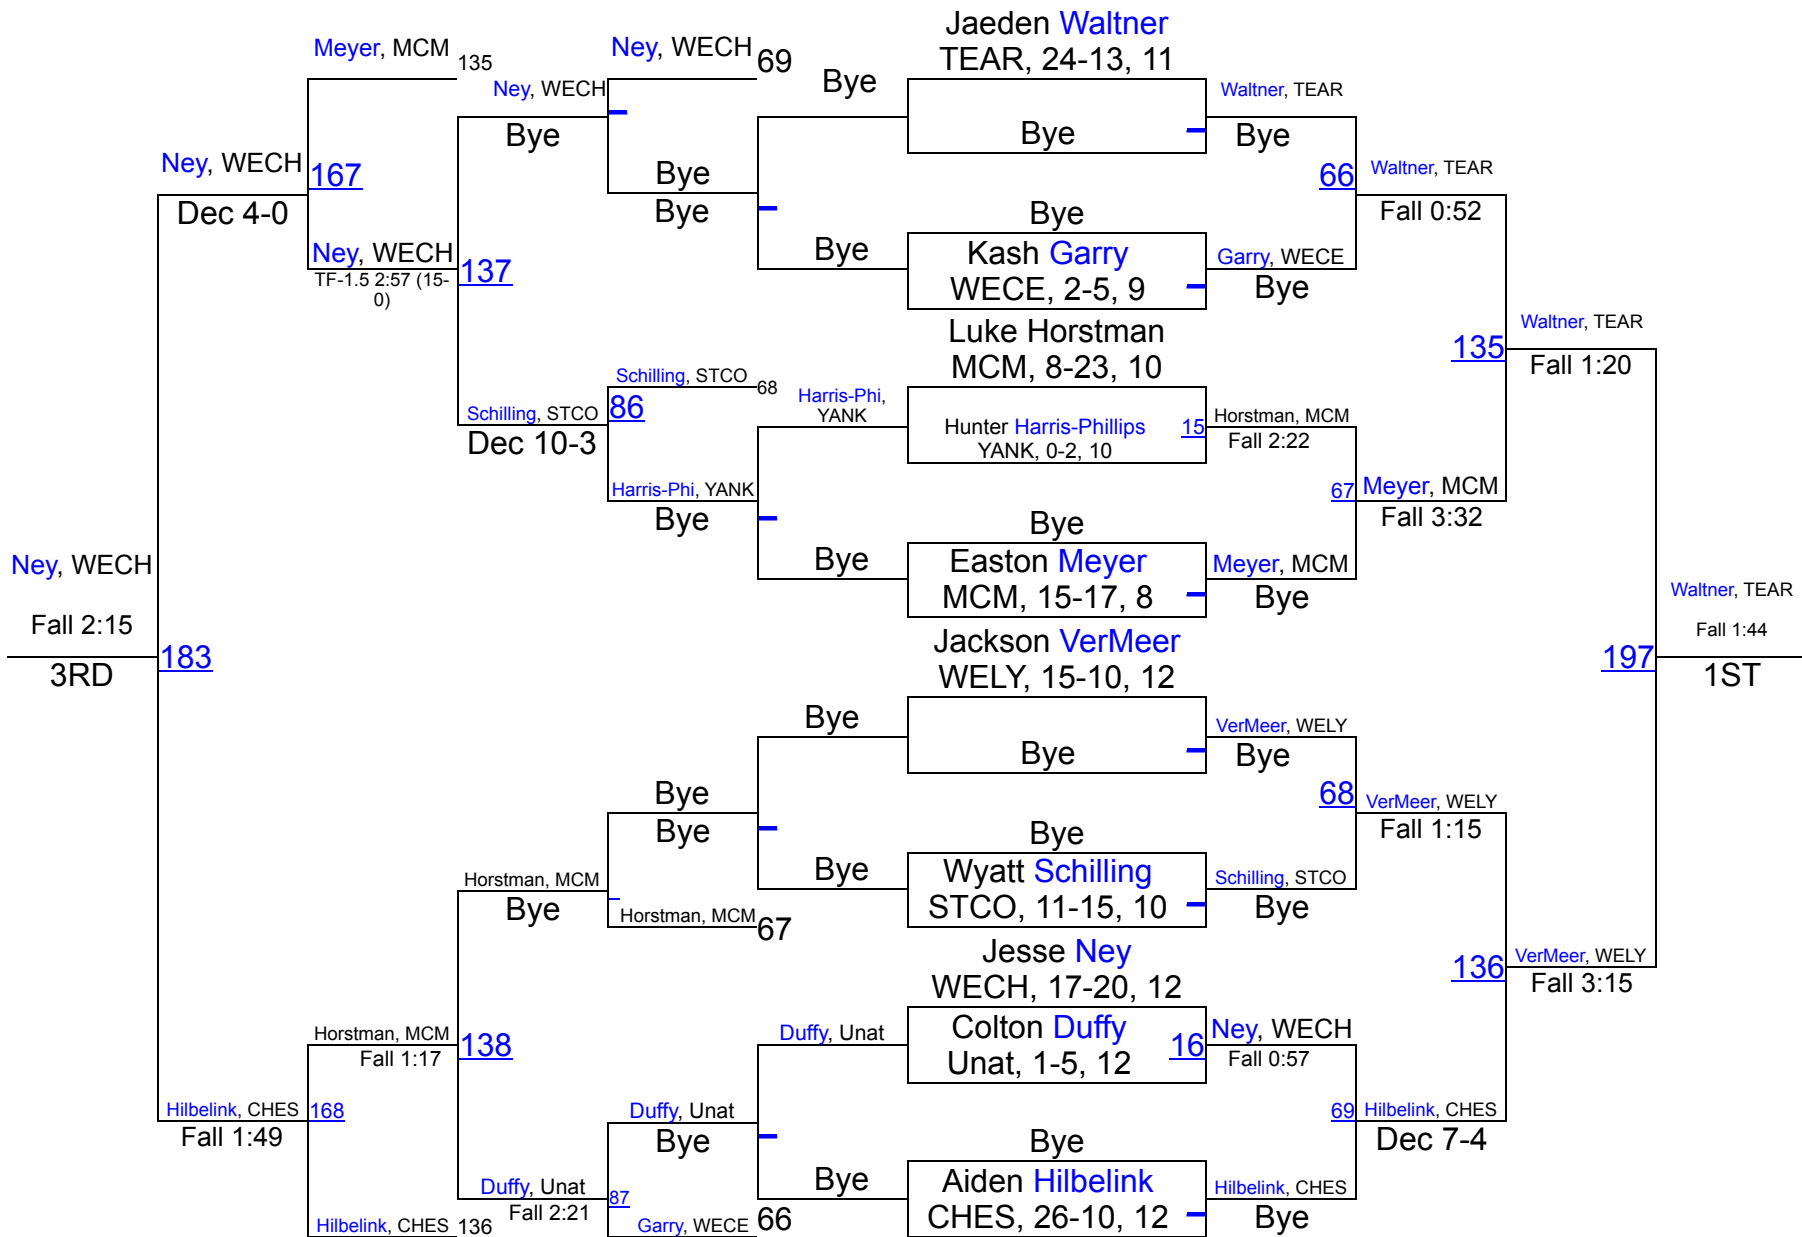 Jaeden Waltner
TEAR, 24-13, 11
Meyer, MCM
135
Ney, WECH
69
Ney, WECH
Bye
Bye
Waltner, TEAR
Bye
Bye
Ney, WECH
167
Dec 4-0
Bye
Bye
66
Waltner, TEAR
Fall 0:52
Ney, WECH
TF-1.5 2:57 (15-
0)
137
Bye
Bye
Kash Garry
WECE, 2-5, 9
Garry, WECE
Bye
Luke Horstman
MCM, 8-23, 10
135
Waltner, TEAR
Fall 1:20
Schilling, STCO
68
Schilling, STCO
86
Dec 10-3
Harris-Phi,
YANK
Hunter Harris-Phillips
YANK, 0-2, 10
15
Horstman, MCM
Fall 2:22
Harris-Phi, YANK
Bye
67
Meyer, MCM
Fall 3:32
Bye
Bye
Easton Meyer
MCM, 15-17, 8
Meyer, MCM
Bye
Ney, WECH
Fall 2:15
3RD
183
Jackson VerMeer
WELY, 15-10, 12
Waltner, TEAR
Fall 1:44
197
1ST
Bye
Bye
VerMeer, WELY
Bye
Bye
Bye
68
VerMeer, WELY
Fall 1:15
Bye
Bye
Wyatt Schilling
STCO, 11-15, 10
Schilling, STCO
Bye
Horstman, MCM
Bye
Horstman, MCM
67
Jesse Ney
WECH, 17-20, 12
136
VerMeer, WELY
Fall 3:15
Horstman, MCM
Fall 1:17
138
Duffy, Unat
Colton Duffy
Unat, 1-5, 12
16
Ney, WECH
Fall 0:57
Hilbelink, CHES
168
Fall 1:49
Duffy, Unat
Bye
69
Hilbelink, CHES
Dec 7-4
Bye
Bye
Aiden Hilbelink
CHES, 26-10, 12
Hilbelink, CHES
Bye
Duffy, Unat
Fall 2:21
87
Hilbelink, CHES
136
Garry, WECE
66